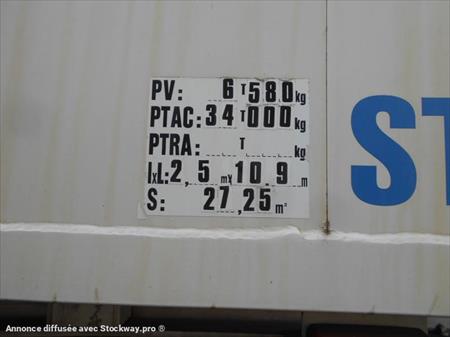 PV: 6 T 580 kg
PTAC: 34 T 000 kg
PTRA: T kg
lxL: 2,5 m x 10,9 m
S: 27,25 m²
ST
Annonce diffusée avec Stockway.pro ®